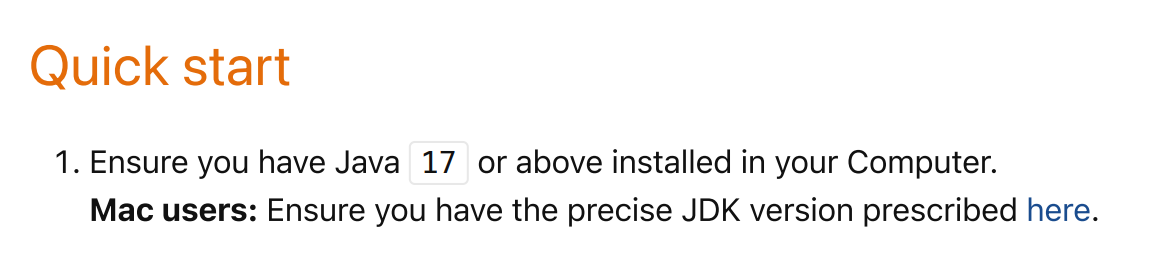 Quick start
1. Ensure you have Java 17 or above installed in your Computer.
Mac users: Ensure you have the precise JDK version prescribed here.